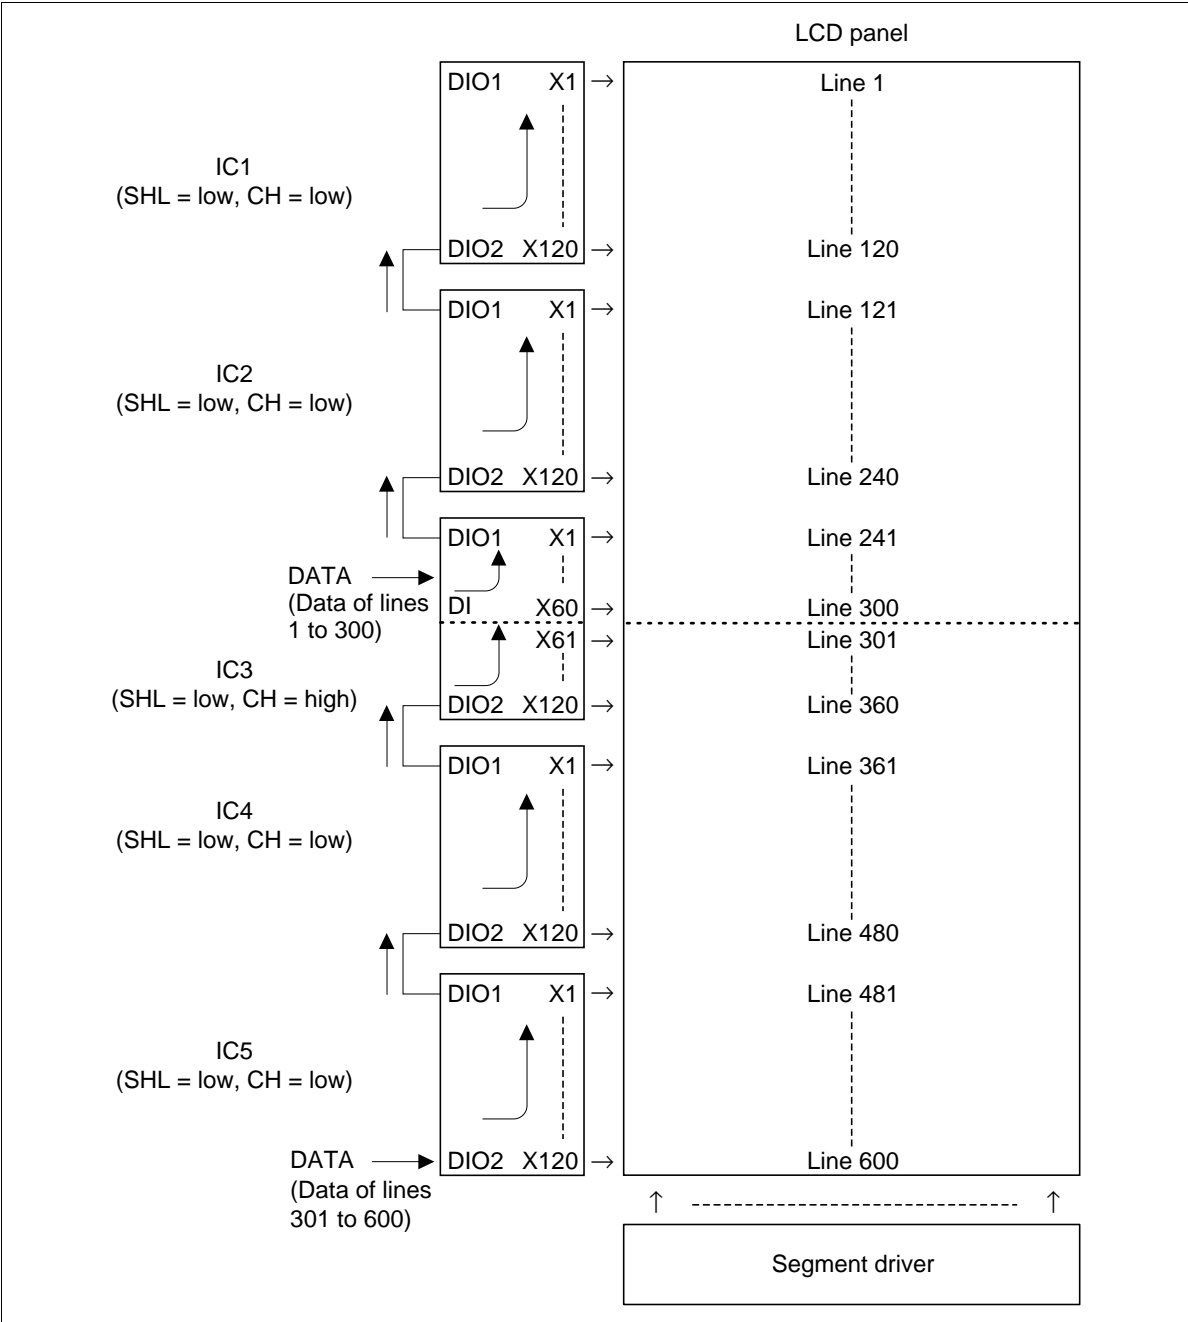 LCD panel
DIO1 X1 → Line 1
IC1
(SHL = low, CH = low)
DIO2 X120 → Line 120
DIO1 X1 → Line 121
IC2
(SHL = low, CH = low)
DIO2 X120 → Line 240
DIO1 X1 → Line 241
DATA
(Data of lines
1 to 300)
DI X60 → Line 300
X61 → Line 301
IC3
(SHL = low, CH = high)
DIO2 X120 → Line 360
DIO1 X1 → Line 361
IC4
(SHL = low, CH = low)
DIO2 X120 → Line 480
DIO1 X1 → Line 481
IC5
(SHL = low, CH = low)
DATA DIO2 X120 → Line 600
(Data of lines
301 to 600)
Segment driver